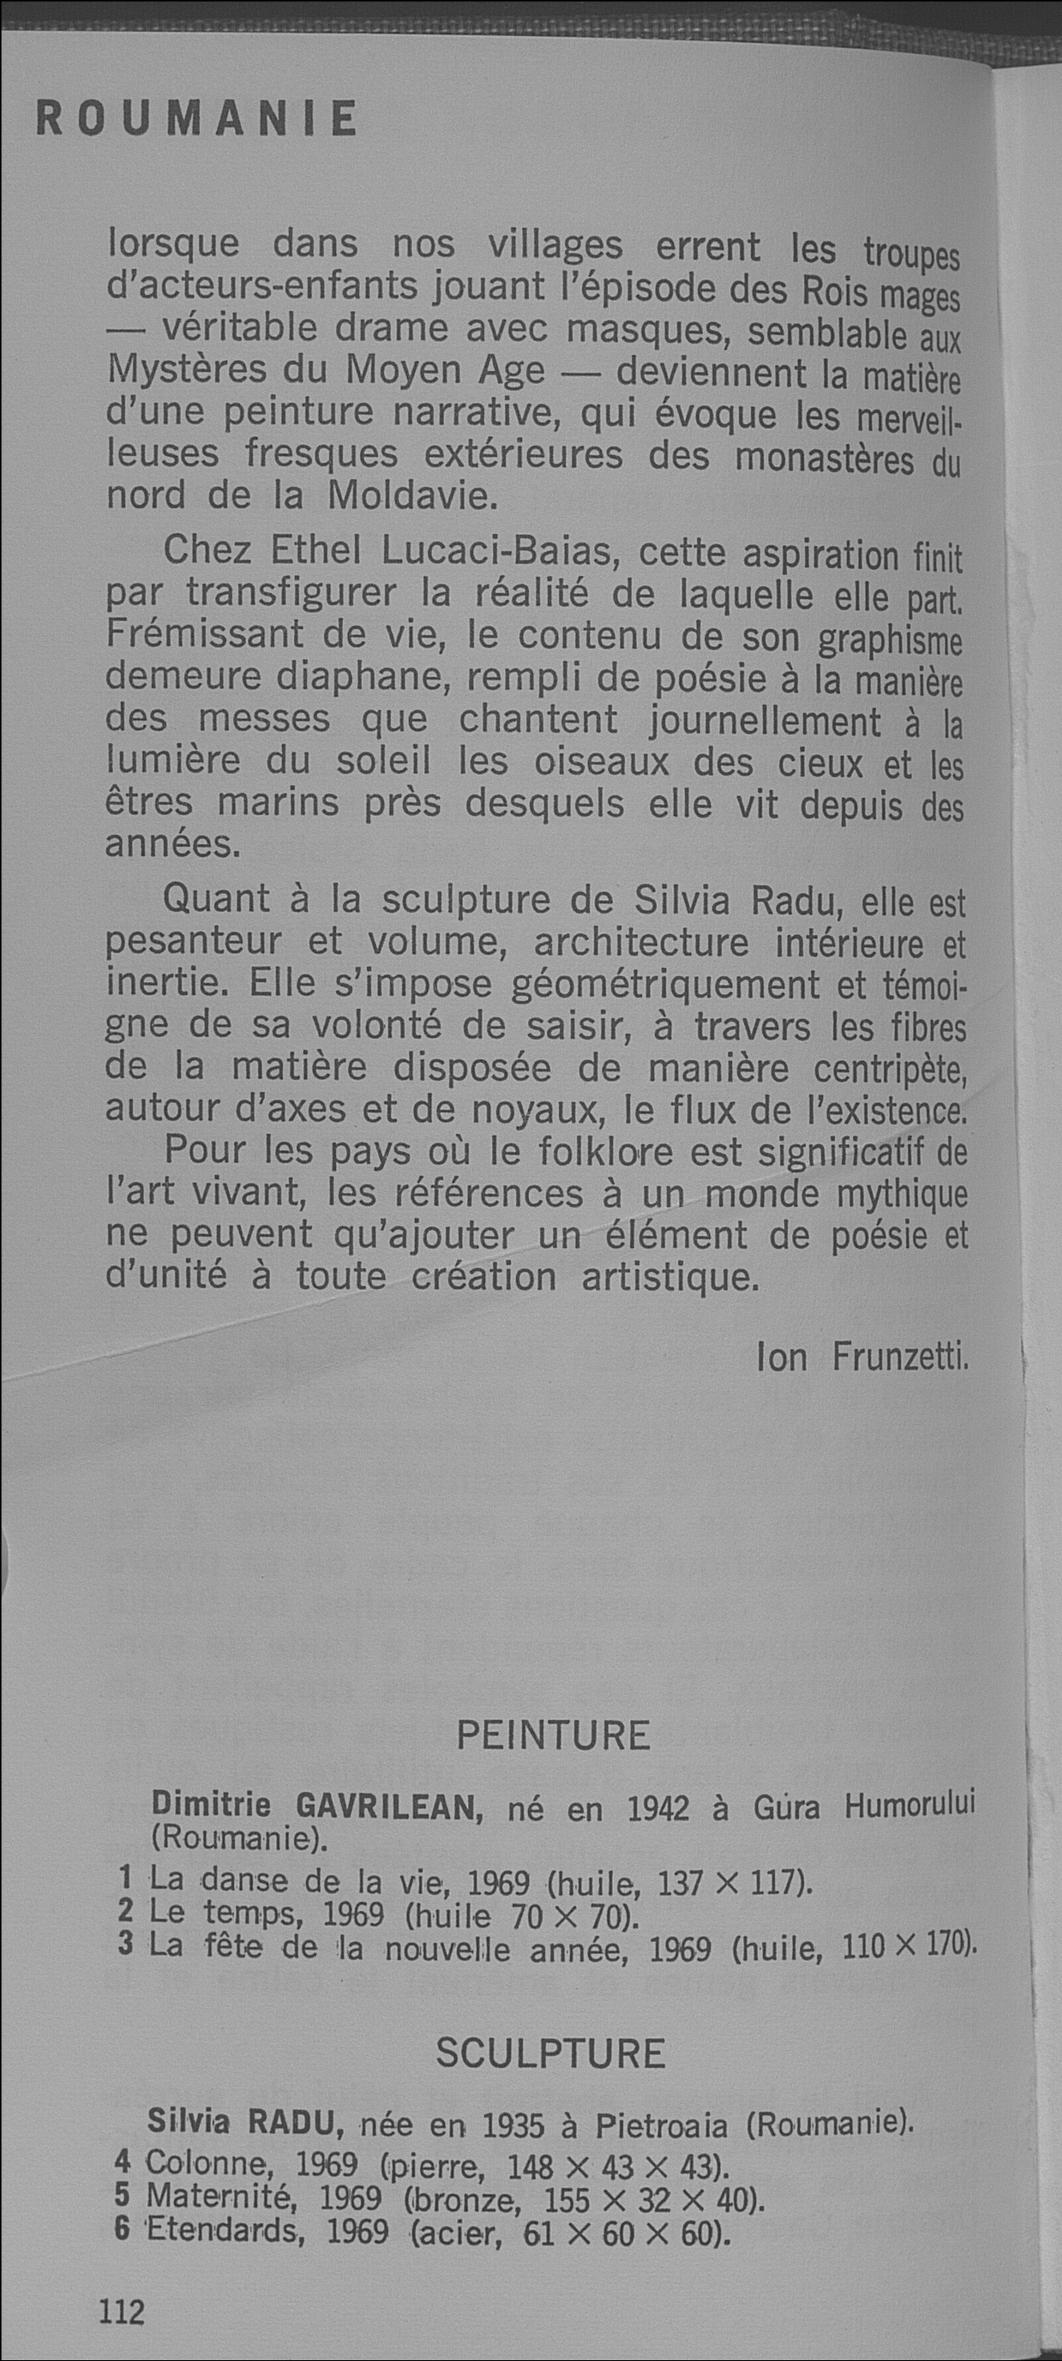 ROUMANIE
lorsque dans nos villages errent les troupes
d'acteurs-enfants jouant l'épisode des Rois mages
— véritable drame avec masques, semblable aux
Mystères du Moyen Age — deviennent la matière
d'une peinture narrative, qui évoque les merveil-
leuses fresques extérieures des monastères du
nord de la Moldavie.
Chez Ethel Lucaci-Baias, cette aspiration finit
par transfigurer la réalité de laquelle elle part.
Frémissant de vie, le contenu de son graphisme
demeure diaphane, rempli de poésie à la manière
des messes que chantent journellement à la
lumière du soleil les oiseaux des cieux et les
êtres marins près desquels elle vit depuis des
années.
Quant à la sculpture de Silvia Radu, elle est
pesanteur et volume, architecture intérieure et
inertie. Elle s'impose géométriquement et témoi-
gne de sa volonté de saisir, à travers les fibres
de la matière disposée de manière centripète,
autour d'axes et de noyaux, le flux de l'existence.
Pour les pays où le folklore est significatif de
l'art vivant, les références à un monde mythique
ne peuvent qu'ajouter un élément de poésie et
d'unité à toute création artistique.
Ion Frunzetti.
PEINTURE
Dimitrie GAVRILEAN, né en 1942 à Gura Humorului
(Roumanie).
1 La danse de la vie, 1969 (huile, 137 × 117).
2 Le temps, 1969 (huile 70 × 70).
3 La fête de la nouvelle année, 1969 (huile, 110 × 170).
SCULPTURE
Silvia RADU, née en 1935 à Pietroaia (Roumanie).
4 Colonne, 1969 (pierre, 148 × 43 × 43).
5 Maternité, 1969 (bronze, 155 × 32 × 40).
6 Etendards, 1969 (acier, 61 × 60 × 60).
112